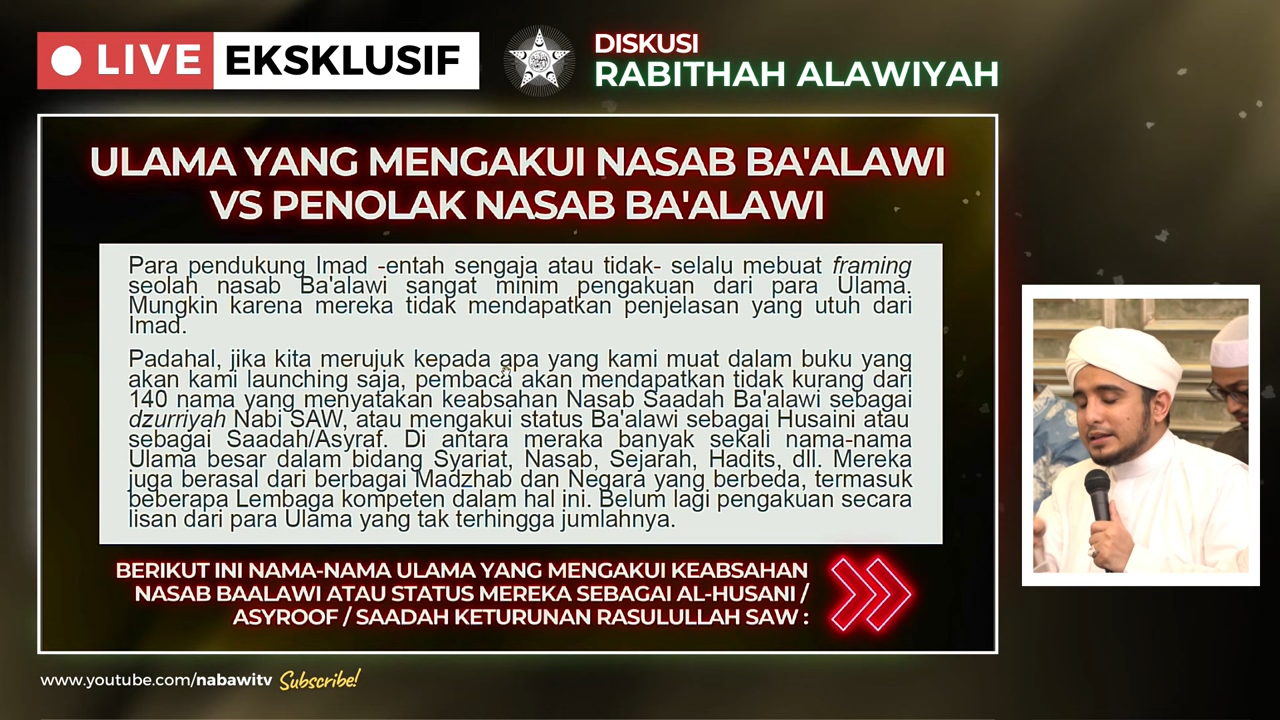 LIVE EKSKLUSIF
DISKUSI
RABITHAH ALAWIYAH
ULAMA YANG MENGAKUI NASAB BA'ALAWI
VS PENOLAK NASAB BA'ALAWI
Para pendukung Imad -entah sengaja atau tidak- selalu mebuat framing
seolah nasab Ba'alawi sangat minim pengakuan dari para Ulama.
Mungkin karena mereka tidak mendapatkan penjelasan yang utuh dari
Imad.
Padahal, jika kita merujuk kepada apa yang kami muat dalam buku yang
akan kami launching saja, pembaca akan mendapatkan tidak kurang dari
140 nama yang menyatakan keabsahan Nasab Saadah Ba'alawi sebagai
dzurriyah Nabi SAW, atau mengakui status Ba'alawi sebagai Husaini atau
sebagai Saadah/Asyraf. Di antara meraka banyak sekali nama-nama
Ulama besar dalam bidang Syariat, Nasab, Sejarah, Hadits, dll. Mereka
juga berasal dari berbagai Madzhab dan Negara yang berbeda, termasuk
beberapa Lembaga kompeten dalam hal ini. Belum lagi pengakuan secara
lisan dari para Ulama yang tak terhingga jumlahnya.
BERIKUT INI NAMA-NAMA ULAMA YANG MENGAKUI KEABSAHAN
NASAB BAALAWI ATAU STATUS MEREKA SEBAGAI AL-HUSANI /
ASYROOF / SAADAH KETURUNAN RASULULLAH SAW :
www.youtube.com/nabawitv Subscribe!